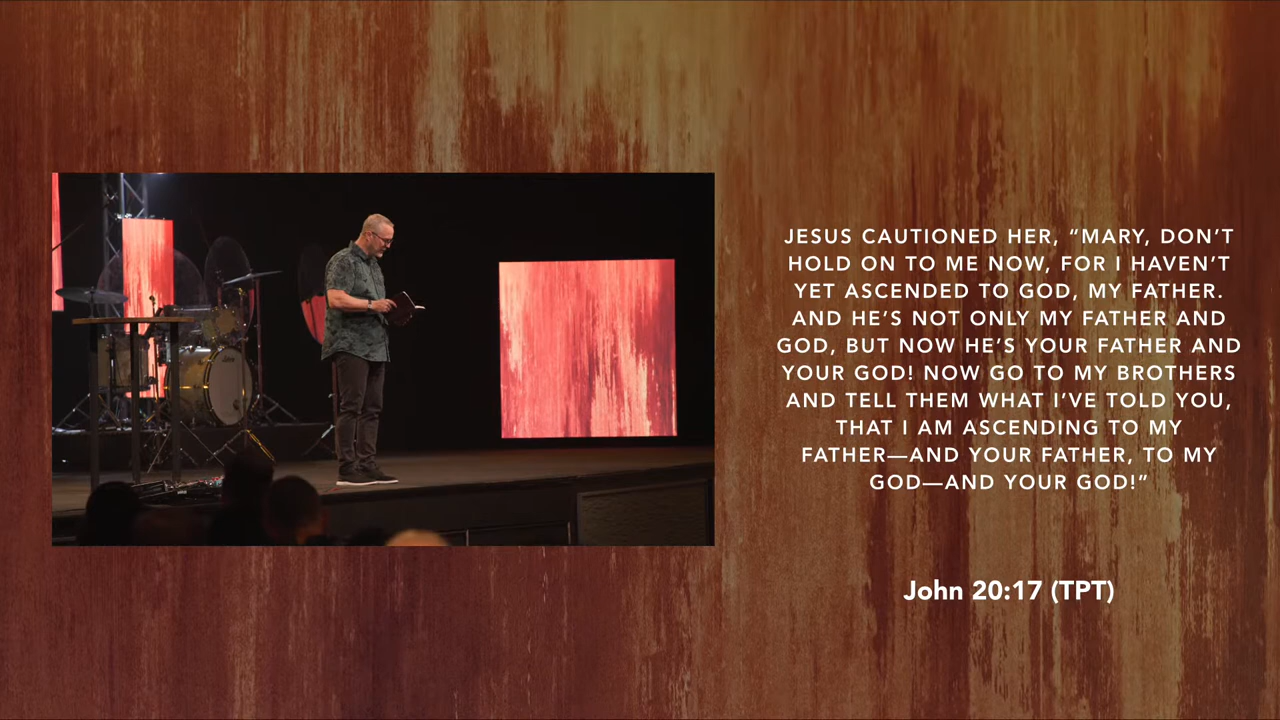 JESUS CAUTIONED HER, “MARY, DON’T
HOLD ON TO ME NOW, FOR I HAVEN’T
YET ASCENDED TO GOD, MY FATHER.
AND HE’S NOT ONLY MY FATHER AND
GOD, BUT NOW HE’S YOUR FATHER AND
YOUR GOD! NOW GO TO MY BROTHERS
AND TELL THEM WHAT I’VE TOLD YOU,
THAT I AM ASCENDING TO MY
FATHER—AND YOUR FATHER, TO MY
GOD—AND YOUR GOD!”
John 20:17 (TPT)